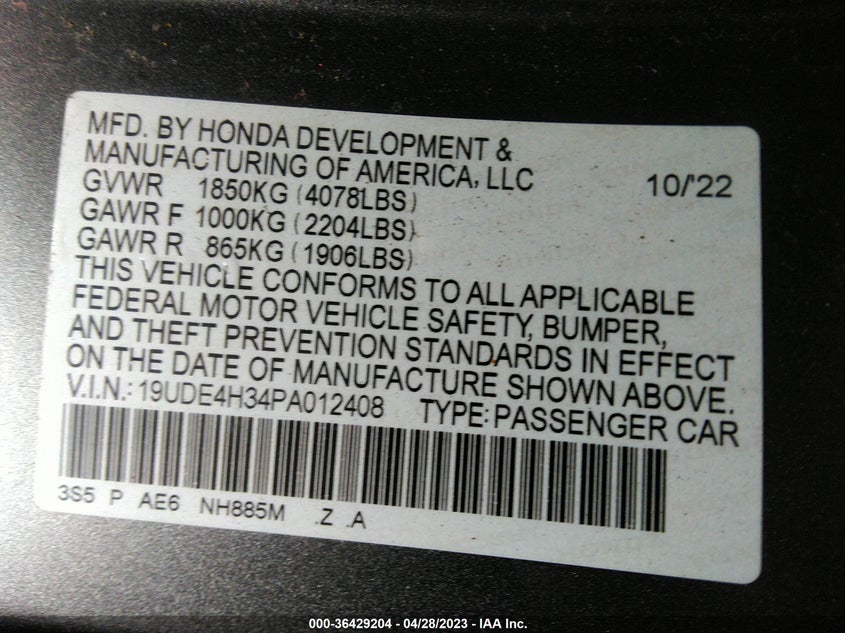 MFD. BY HONDA DEVELOPMENT &
MANUFACTURING OF AMERICA, LLC
GVWR 1850KG (4078LBS) 10/'22
GAWR F 1000KG (2204LBS)
GAWR R 865KG (1906LBS)
THIS VEHICLE CONFORMS TO ALL APPLICABLE
FEDERAL MOTOR VEHICLE SAFETY, BUMPER,
AND THEFT PREVENTION STANDARDS IN EFFECT
ON THE DATE OF MANUFACTURE SHOWN ABOVE.
V.I.N.: 19UDE4H34PA012408 TYPE: PASSENGER CAR
3S5 P AE6 NH885M .Z .A
000-36429204 - 04/28/2023 - IAA Inc.